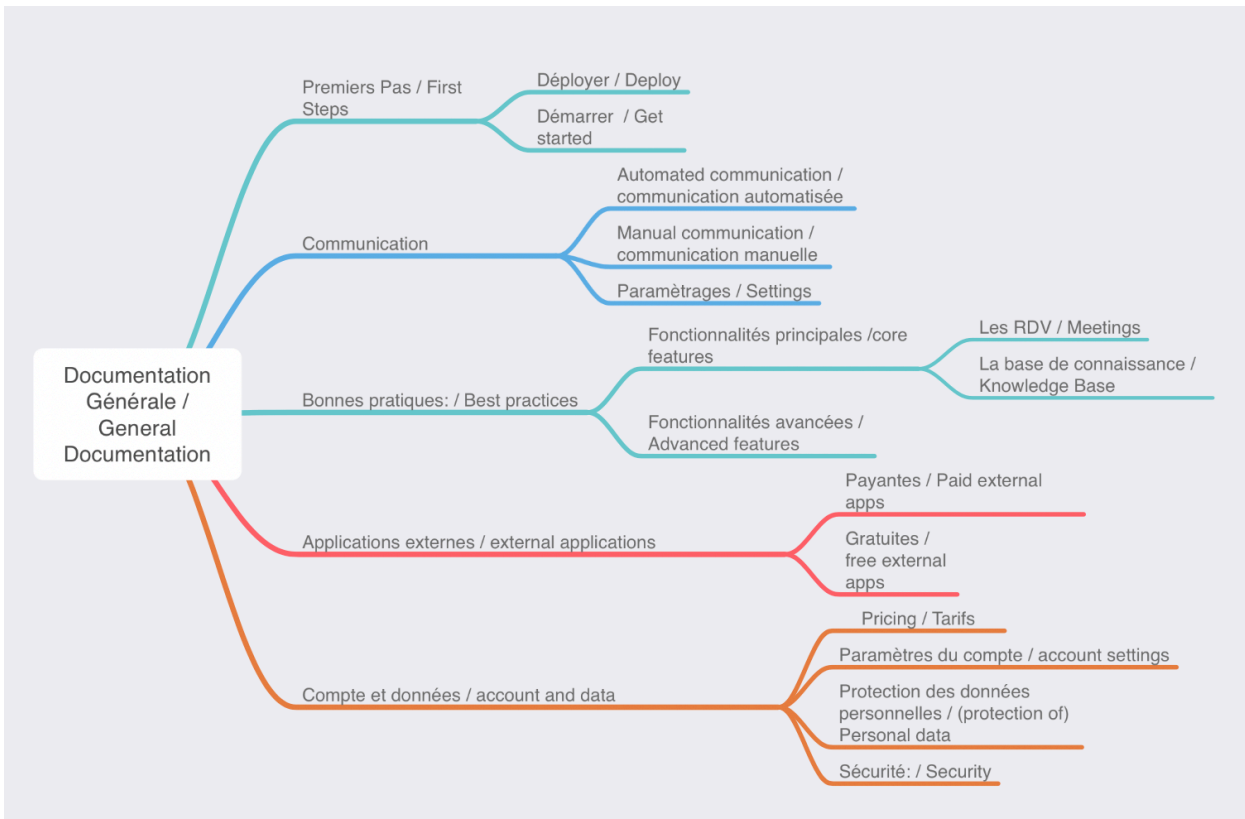 Documentation
Générale /
General
Documentation
Premiers Pas / First
Steps
Déployer / Deploy
Démarrer  / Get
started
Communication
Automated communication /
communication automatisée
Manual communication /
communication manuelle
Paramètrages / Settings
Bonnes pratiques: / Best practices
Fonctionnalités principales /core
features
Les RDV / Meetings
La base de connaissance /
Knowledge Base
Fonctionnalités avancées /
Advanced features
Applications externes / external applications
Payantes / Paid external
apps
Gratuites /
free external
apps
Compte et données / account and data
Pricing / Tarifs
Paramètres du compte / account settings
Protection des données
personnelles / (protection of)
Personal data
Sécurité: / Security